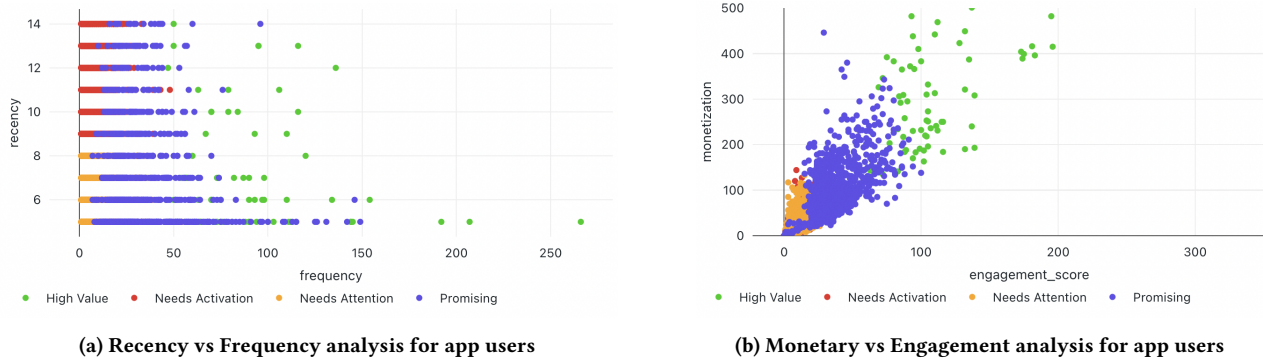 14
12
10
8
6
recency
0
50
100
150
200
250
frequency
High Value
Needs Activation
Needs Attention
Promising
(a) Recency vs Frequency analysis for app users
500
400
300
200
100
0
monetization
0
100
200
300
engagement_score
High Value
Needs Activation
Needs Attention
Promising
(b) Monetary vs Engagement analysis for app users